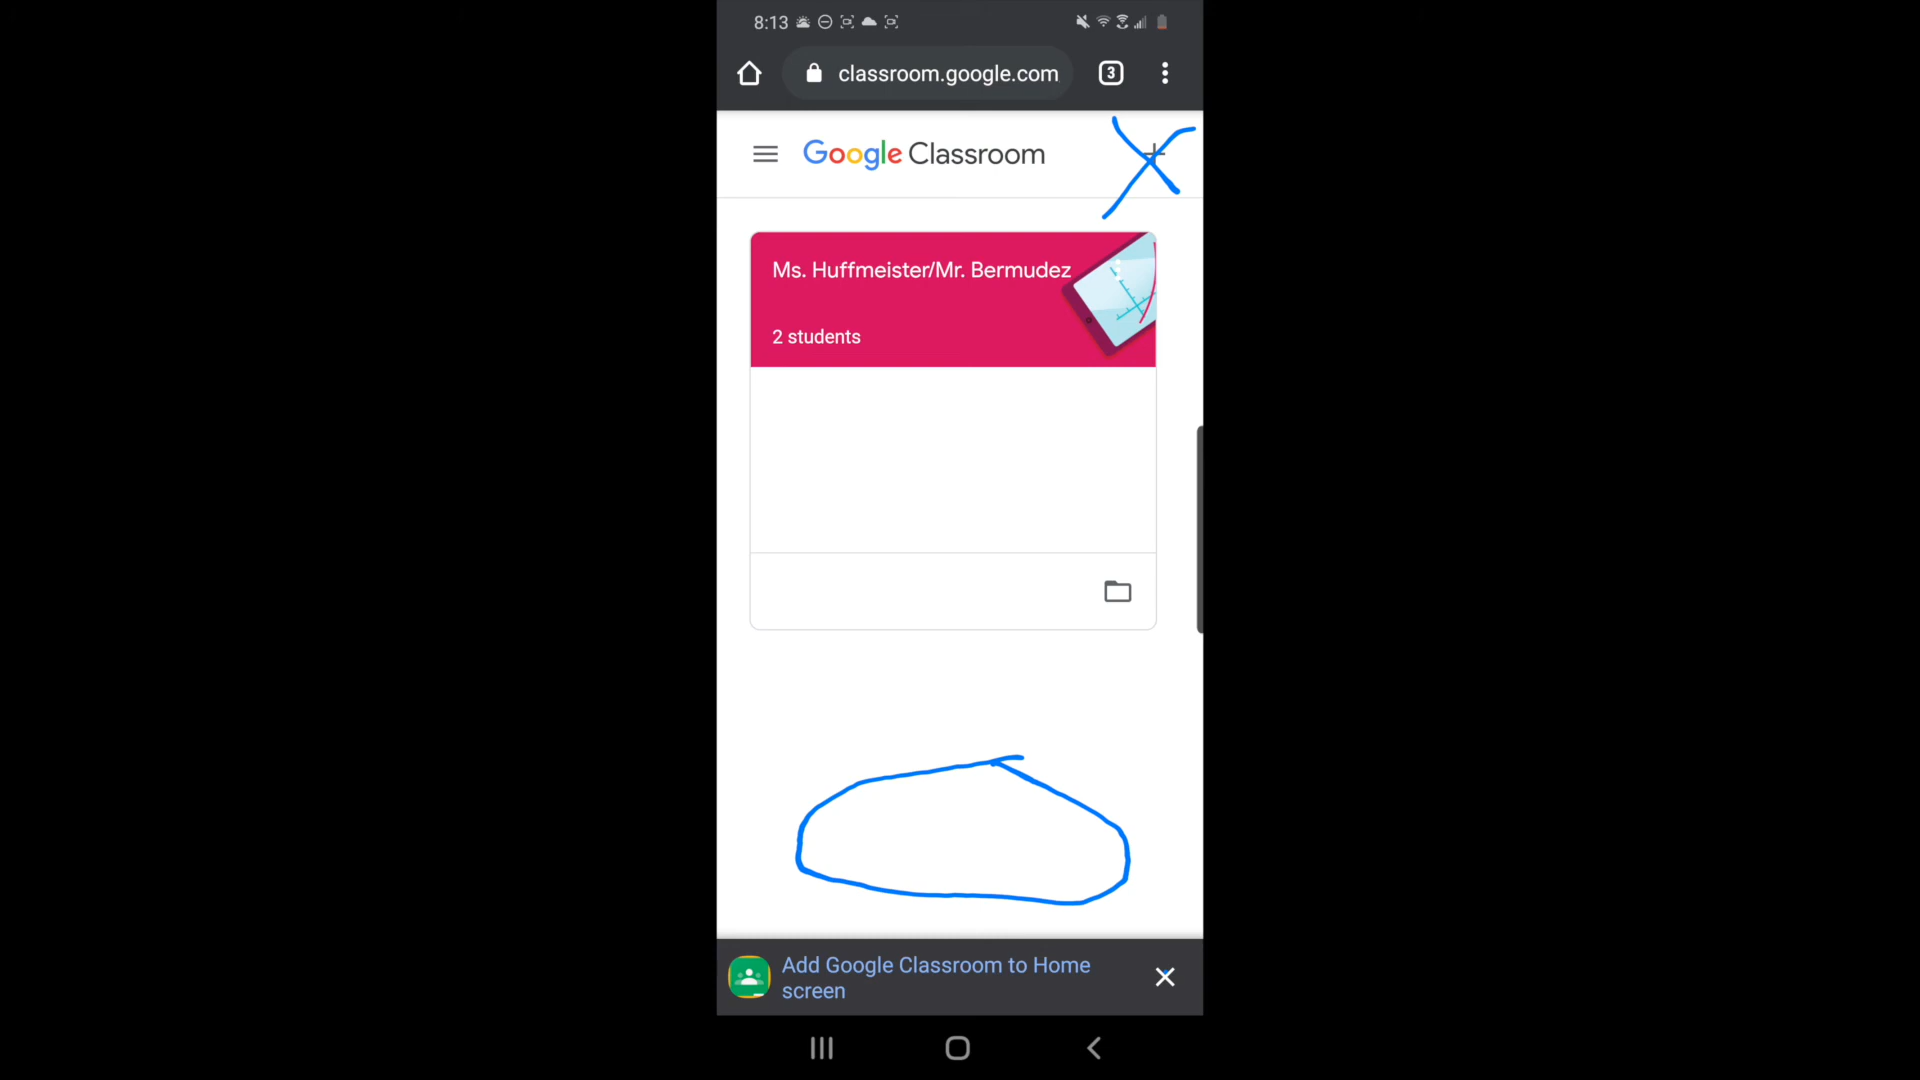 8:13
classroom.google.com
3
Google Classroom
Ms. Huffmeister/Mr. Bermudez
2 students
Add Google Classroom to Home
screen